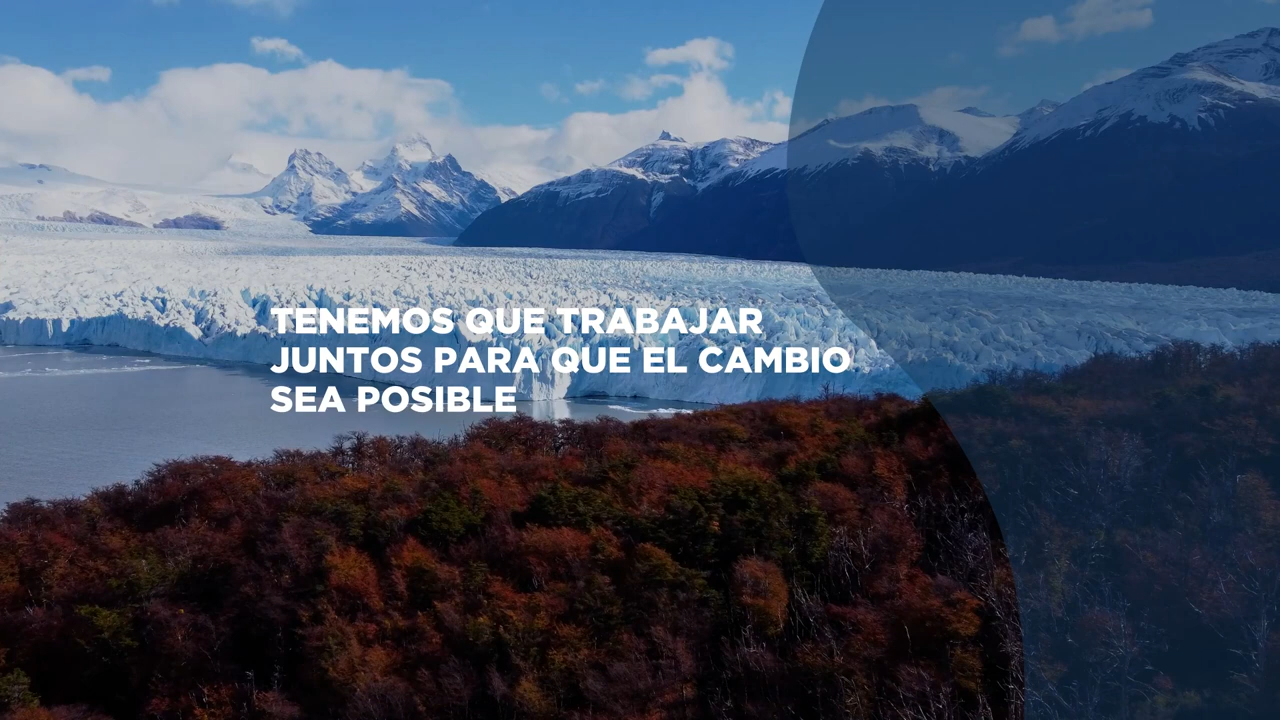 TENEMOS QUE TRABAJAR
JUNTOS PARA QUE EL CAMBIO
SEA POSIBLE